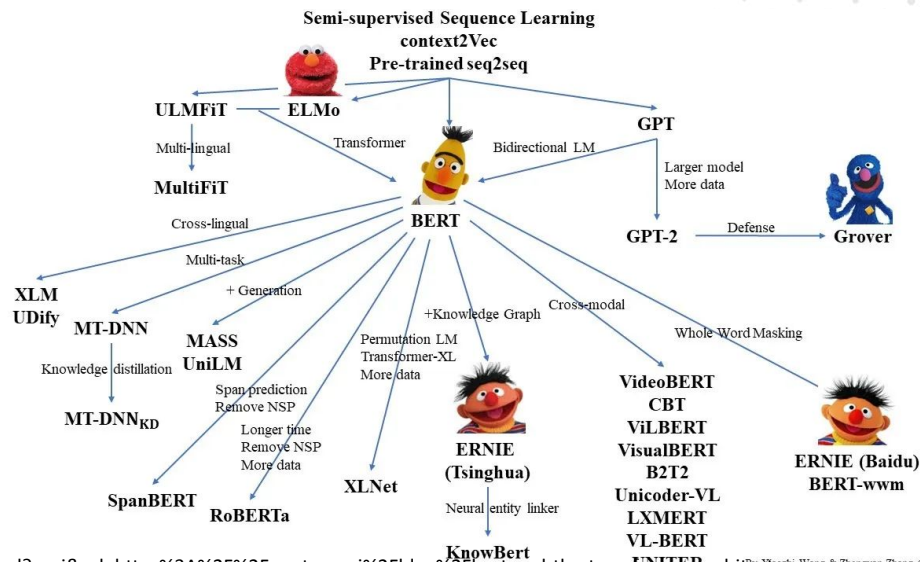 Semi-supervised Sequence Learning
context2Vec
Pre-trained seq2seq
ULMFiT
ELMo
GPT
Multi-lingual
Transformer
Bidirectional LM
Larger model
More data
MultiFiT
BERT
Cross-lingual
Defense
GPT-2
Grover
Multi-task
+ Generation
XLM
UDify
MT-DNN
MASS
UniLM
Permutation LM
Transformer-XL
More data
+Knowledge Graph
Cross-modal
Whole Word Masking
Knowledge distillation
Span prediction
Remove NSP
MT-DNNKD
Longer time
Remove NSP
More data
VideoBERT
CBT
ViLBERT
VisualBERT
B2T2
Unicoder-VL
LXMERT
VL-BERT
UNITER
ERNIE
(Tsinghua)
ERNIE (Baidu)
BERT-wwm
SpanBERT
RoBERTa
XLNet
Neural entity linker
KnowBert